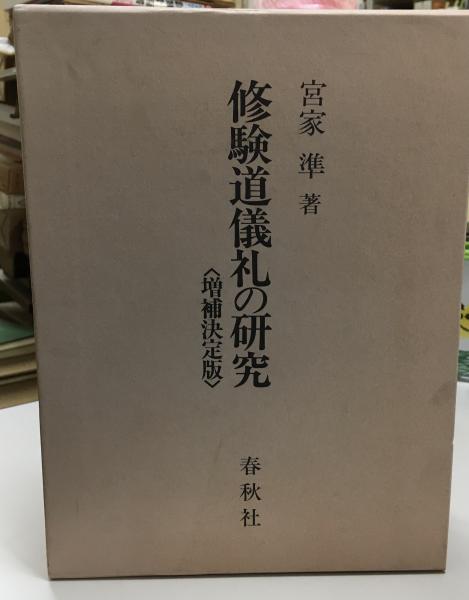 宮家 準 著
修験道儀礼の研究
〈増補決定版〉
春秋社